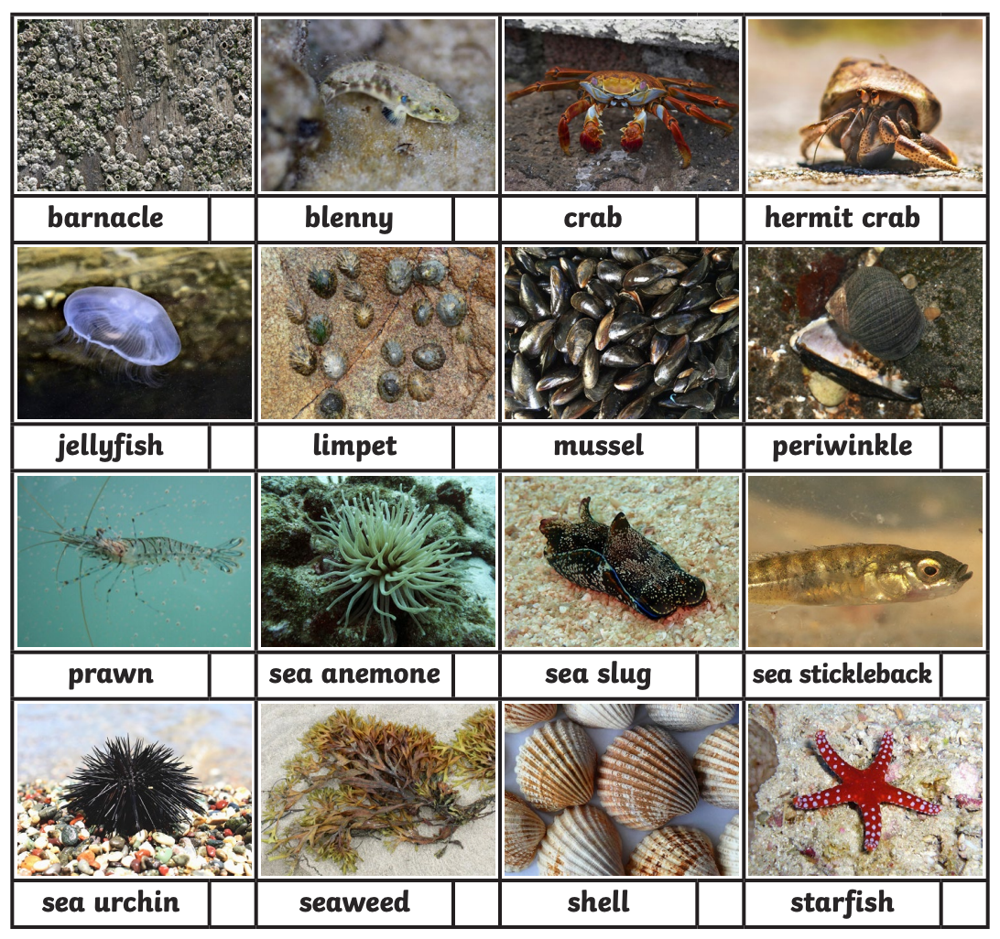 barnacle
blenny
crab
hermit crab
jellyfish
limpet
mussel
periwinkle
prawn
sea anemone
sea slug
sea stickleback
sea urchin
seaweed
shell
starfish